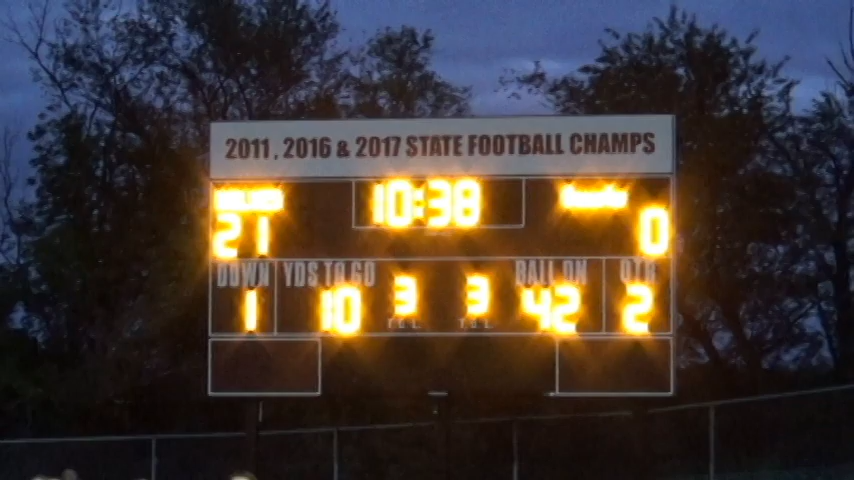 2011, 2016 & 2017 STATE FOOTBALL CHAMPS
10:38
21 0
DOWN YDS TO GO BALL ON QTR
1 10 3 3 42 2
T.O.L. T.O.L.